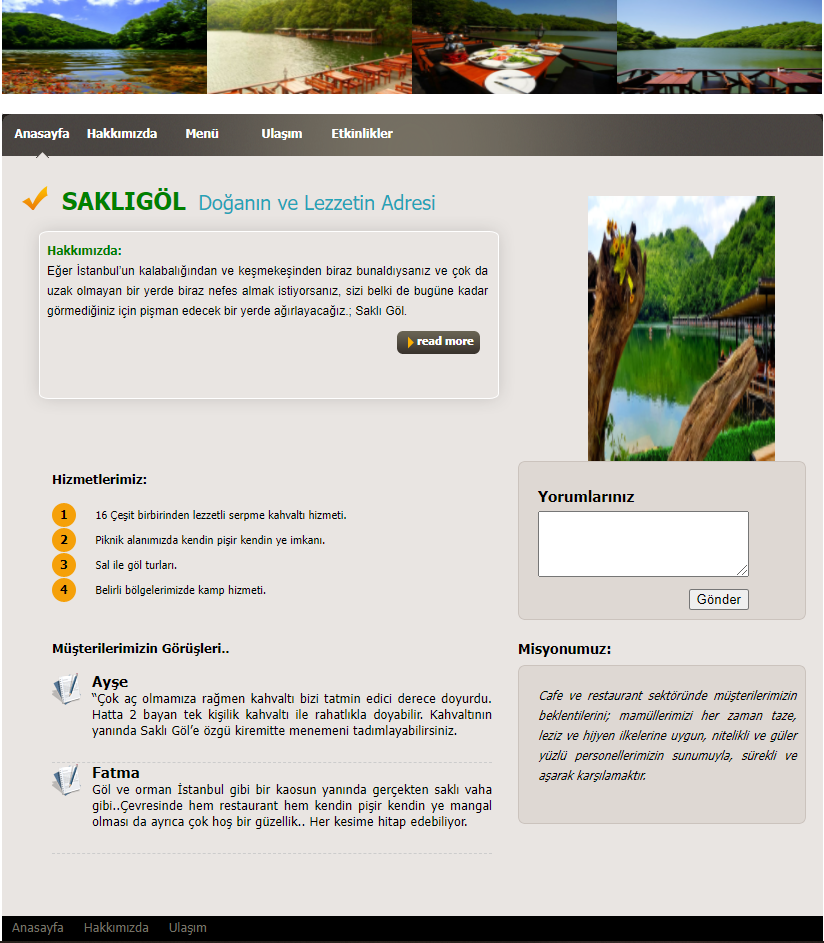 Anasayfa Hakkımızda Menü Ulaşım Etkinlikler
SAKLIGÖL Doğanın ve Lezzetin Adresi
Hakkımızda:
Eğer İstanbul'un kalabalığından ve keşmekeşinden biraz bunaldıysanız ve çok da
uzak olmayan bir yerde biraz nefes almak istiyorsanız, sizi belki de bugüne kadar
görmediğiniz için pişman edecek bir yerde ağırlayacağız.; Saklı Göl.
read more
Hizmetlerimiz:
1 16 Çeşit birbirinden lezzetli serpme kahvaltı hizmeti.
2 Piknik alanımızda kendin pişir kendin ye imkanı.
3 Sal ile göl turları.
4 Belirli bölgelerimizde kamp hizmeti.
Yorumlarınız
Gönder
Müşterilerimizin Görüşleri..
Ayşe
“Çok aç olmamıza rağmen kahvaltı bizi tatmin edici derece doyurdu.
Hatta 2 bayan tek kişilik kahvaltı ile rahatlıkla doyabilir. Kahvaltının
yanında Saklı Göl’e özgü kiremitte menemeni tadımlayabilirsiniz.
Fatma
Göl ve orman İstanbul gibi bir kaosun yanında gerçekten saklı vaha
gibi..Çevresinde hem restaurant hem kendin pişir kendin ye mangal
olması da ayrıca çok hoş bir güzellik.. Her kesime hitap edebiliyor.
Misyonumuz:
Cafe ve restaurant sektöründe müşterilerimizin
beklentilerini; mamüllerimizi her zaman taze,
leziz ve hijyen ilkelerine uygun, nitelikli ve güler
yüzlü personellerimizin sunumuyla, sürekli ve
aşarak karşılamaktır.
Anasayfa Hakkımızda Ulaşım